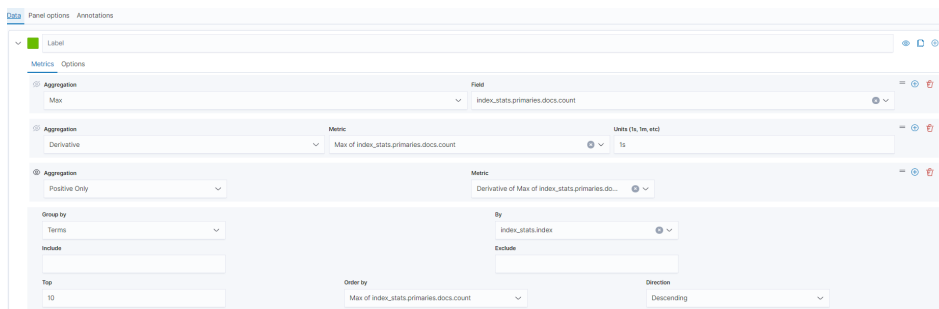 Data Panel options Annotations
Label
Metrics Options
Aggregation Field
Max index_stats.primaries.docs.count
Aggregation Metric Units (1s, 1m, etc)
Derivative Max of index_stats.primaries.docs.count 1s
Aggregation Metric
Positive Only Derivative of Max of index_stats.primaries.do...
Group by By
Terms index_stats.index
Include Exclude
Top Order by Direction
10 Max of index_stats.primaries.docs.count Descending